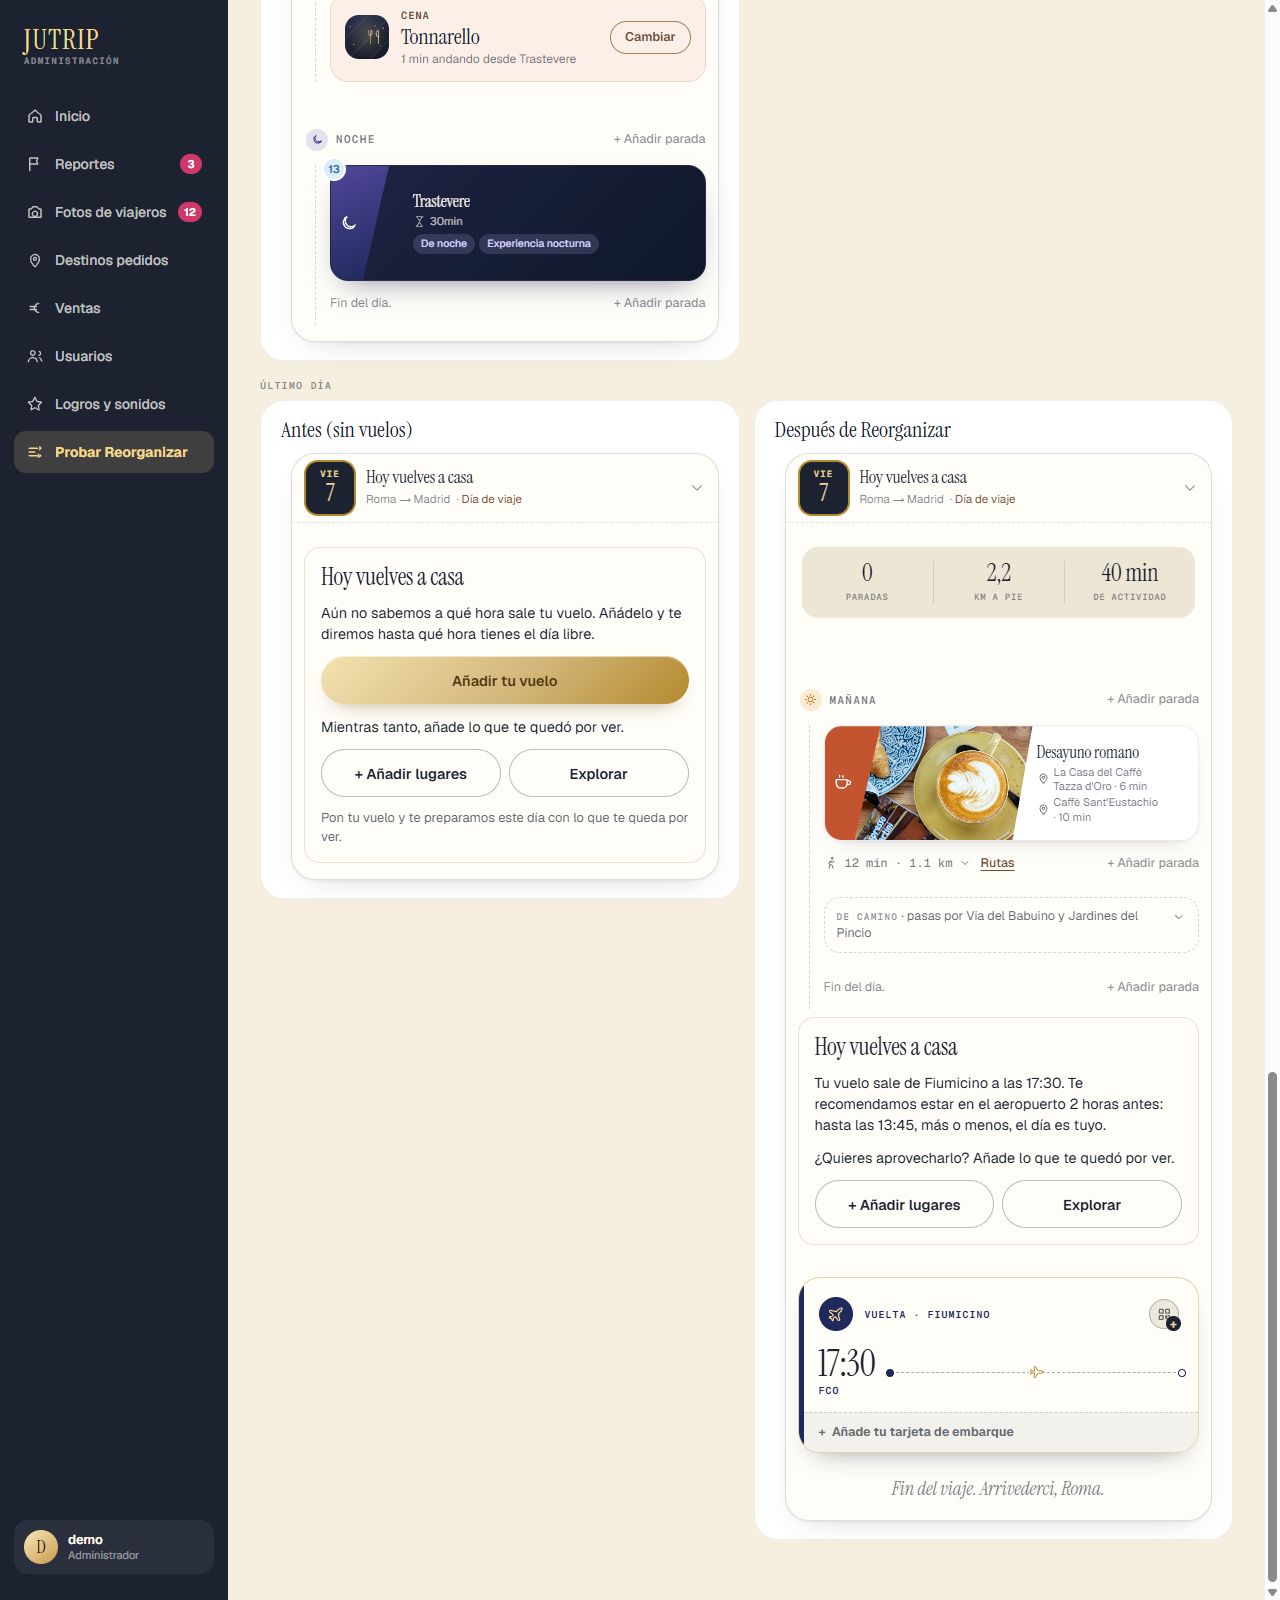 JUTRIP
ADMINISTRACIÓN
Inicio
Reportes
3
Fotos de viajeros
12
Destinos pedidos
Ventas
Usuarios
Logros y sonidos
Probar Reorganizar
D
demo
Administrador
CENA
Tonnarello
1 min andando desde Trastevere
Cambiar
NOCHE
+ Añadir parada
13
Trastevere
30min
De noche
Experiencia nocturna
Fin del día.
+ Añadir parada
ÚLTIMO DÍA
Antes (sin vuelos)
VIE
7
Hoy vuelves a casa
Roma → Madrid · Día de viaje
Hoy vuelves a casa
Aún no sabemos a qué hora sale tu vuelo. Añádelo y te
diremos hasta qué hora tienes el día libre.
Añadir tu vuelo
Mientras tanto, añade lo que te quedó por ver.
+ Añadir lugares
Explorar
Pon tu vuelo y te preparamos este día con lo que te queda por
ver.
Después de Reorganizar
VIE
7
Hoy vuelves a casa
Roma → Madrid · Día de viaje
0
PARADAS
2,2
KM A PIE
40 min
DE ACTIVIDAD
MAÑANA
+ Añadir parada
Desayuno romano
La Casa del Caffè
Tazza d'Oro · 6 min
Caffè Sant'Eustachio
· 10 min
12 min · 1.1 km
Rutas
+ Añadir parada
DE CAMINO · pasas por Via del Babuino y Jardines del
Pincio
Fin del día.
+ Añadir parada
Hoy vuelves a casa
Tu vuelo sale de Fiumicino a las 17:30. Te
recomendamos estar en el aeropuerto 2 horas antes:
hasta las 13:45, más o menos, el día es tuyo.
¿Quieres aprovecharlo? Añade lo que te quedó por ver.
+ Añadir lugares
Explorar
VUELTA · FIUMICINO
17:30
FCO
+ Añade tu tarjeta de embarque
Fin del viaje. Arrivederci, Roma.